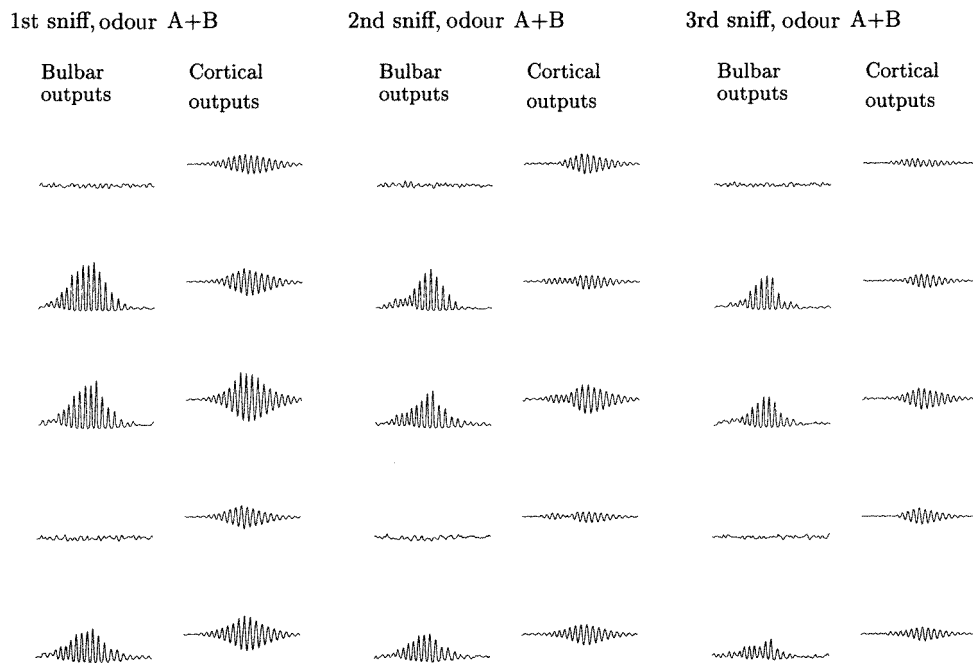 1st sniff, odour A+B
Bulbar
outputs
Cortical
outputs
2nd sniff, odour A+B
Bulbar
outputs
Cortical
outputs
3rd sniff, odour A+B
Bulbar
outputs
Cortical
outputs